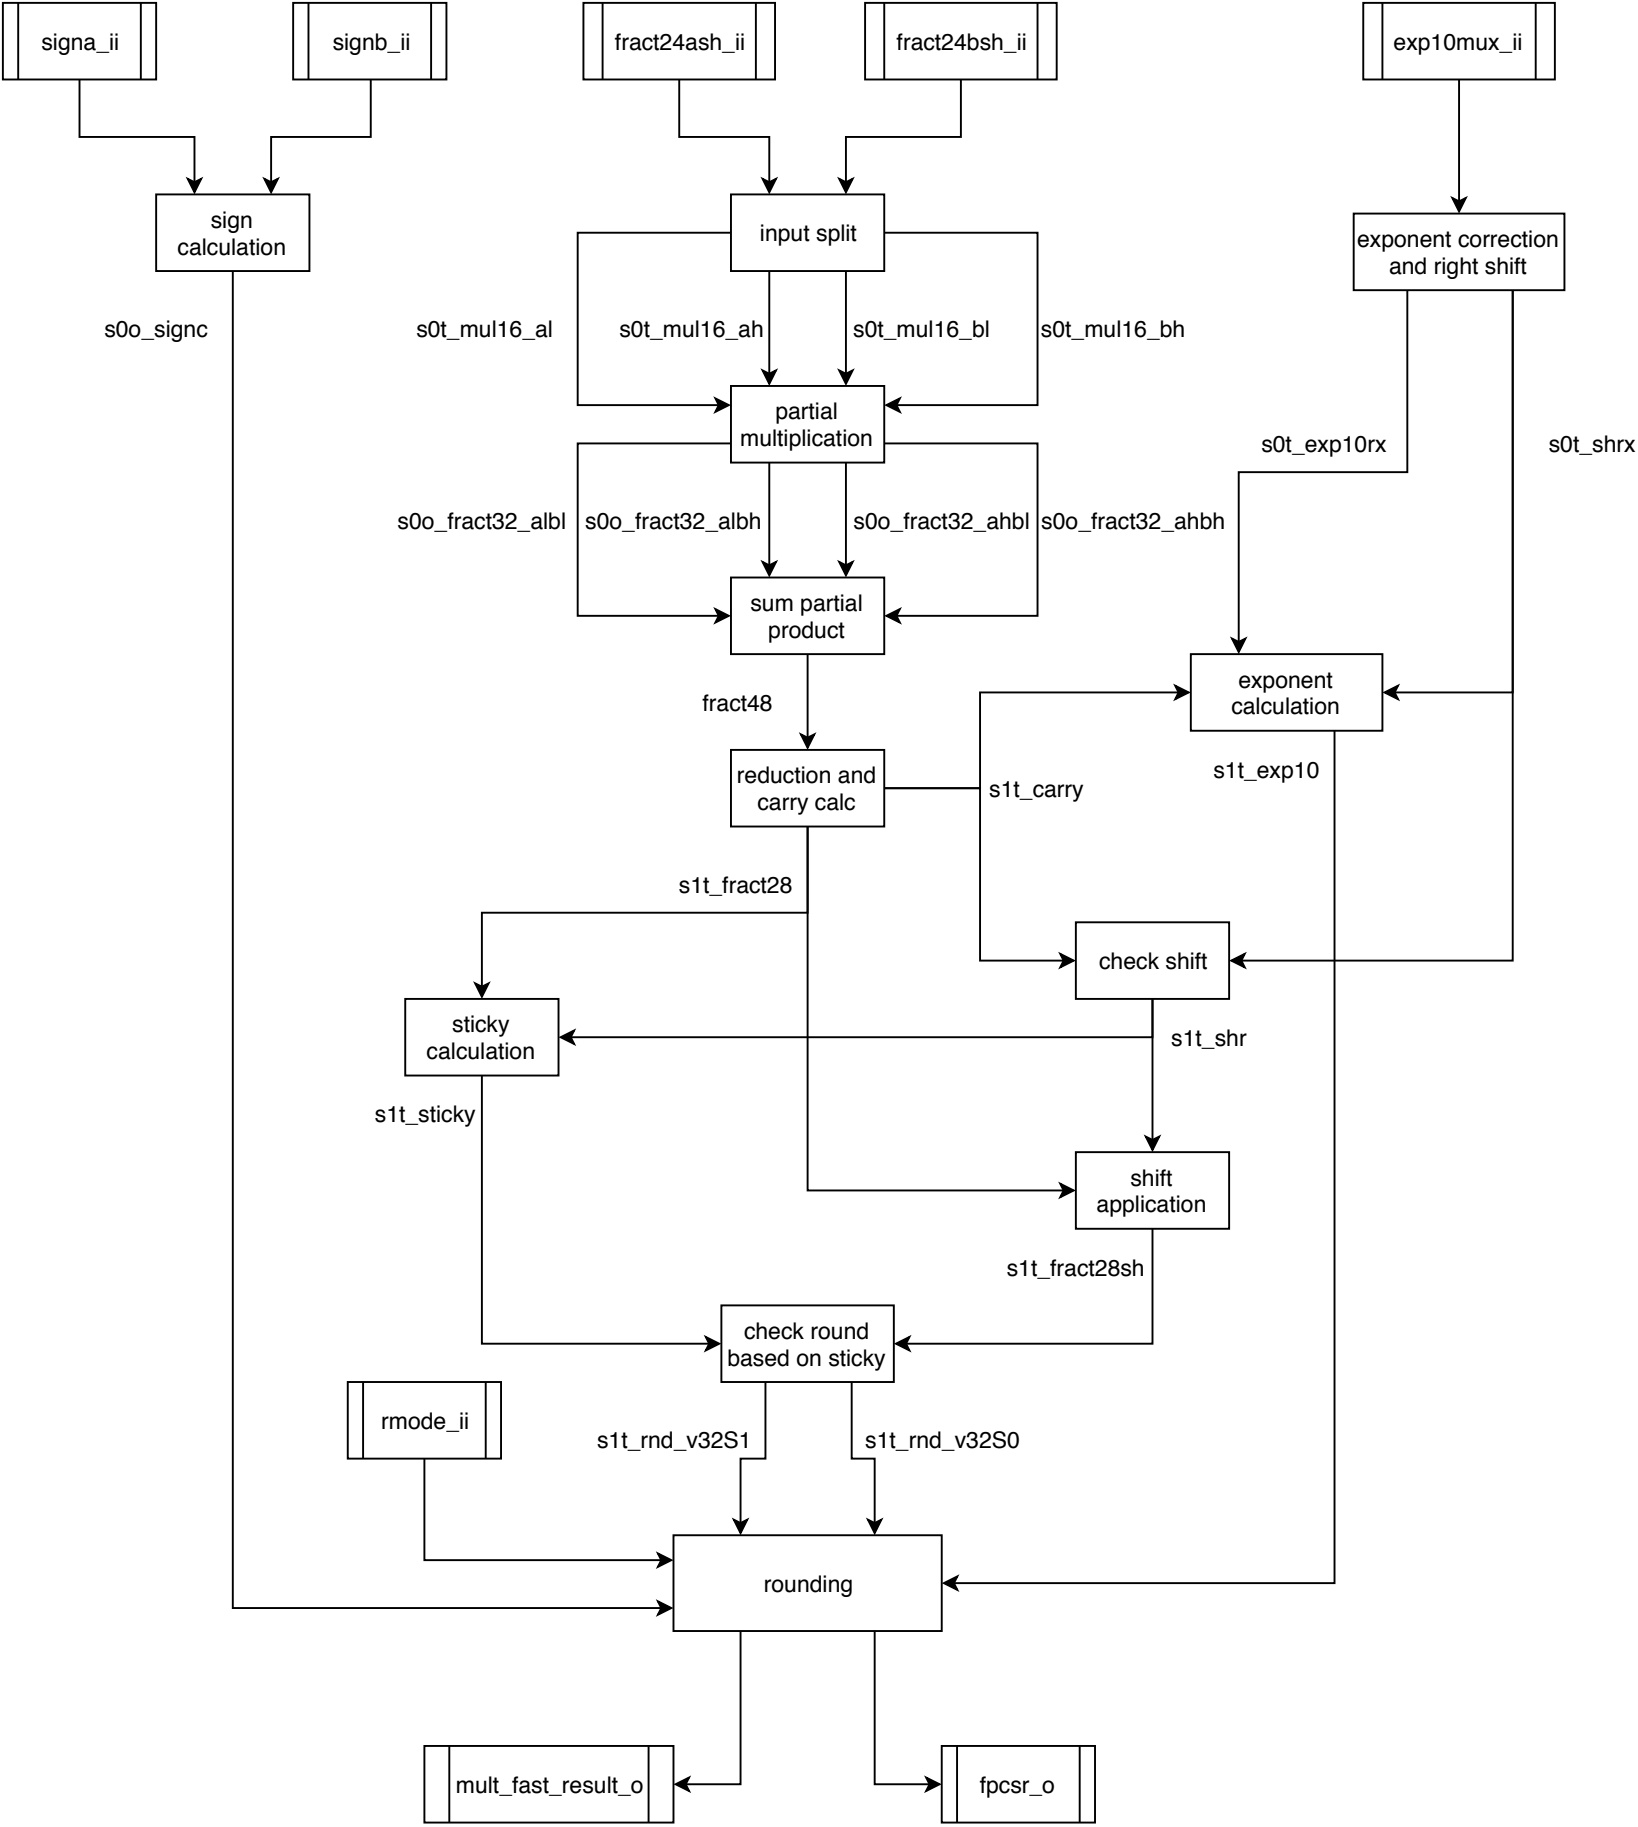 signa_ii
signb_ii
fract24ash_ii
fract24bsh_ii
exp10mux_ii
sign
calculation
input split
exponent correction
and right shift
s0o_signc
s0t_mul16_al
s0t_mul16_ah
s0t_mul16_bl
s0t_mul16_bh
partial
multiplication
s0t_exp10rx
s0t_shrx
s0o_fract32_albl
s0o_fract32_albh
s0o_fract32_ahbl
s0o_fract32_ahbh
sum partial
product
fract48
exponent
calculation
reduction and
carry calc
s1t_carry
s1t_exp10
s1t_fract28
check shift
sticky
calculation
s1t_shr
s1t_sticky
shift
application
s1t_fract28sh
check round
based on sticky
rmode_ii
s1t_rnd_v32S1
s1t_rnd_v32S0
rounding
mult_fast_result_o
fpcsr_o